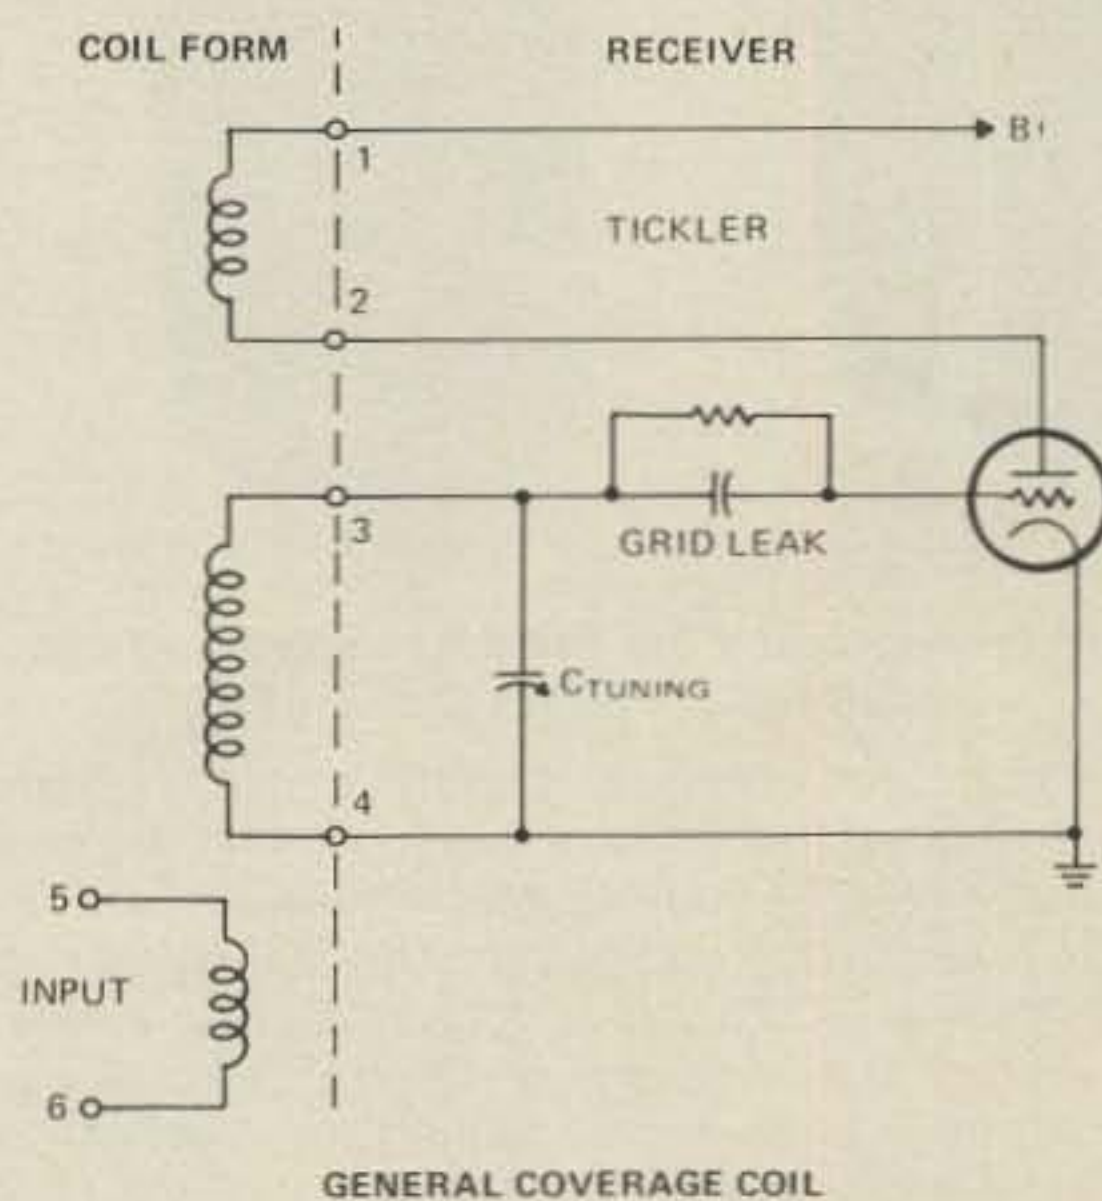 COIL FORM
RECEIVER
1
B+
TICKLER
2
3
GRID LEAK
CTUNING
4
5
INPUT
6
GENERAL COVERAGE COIL